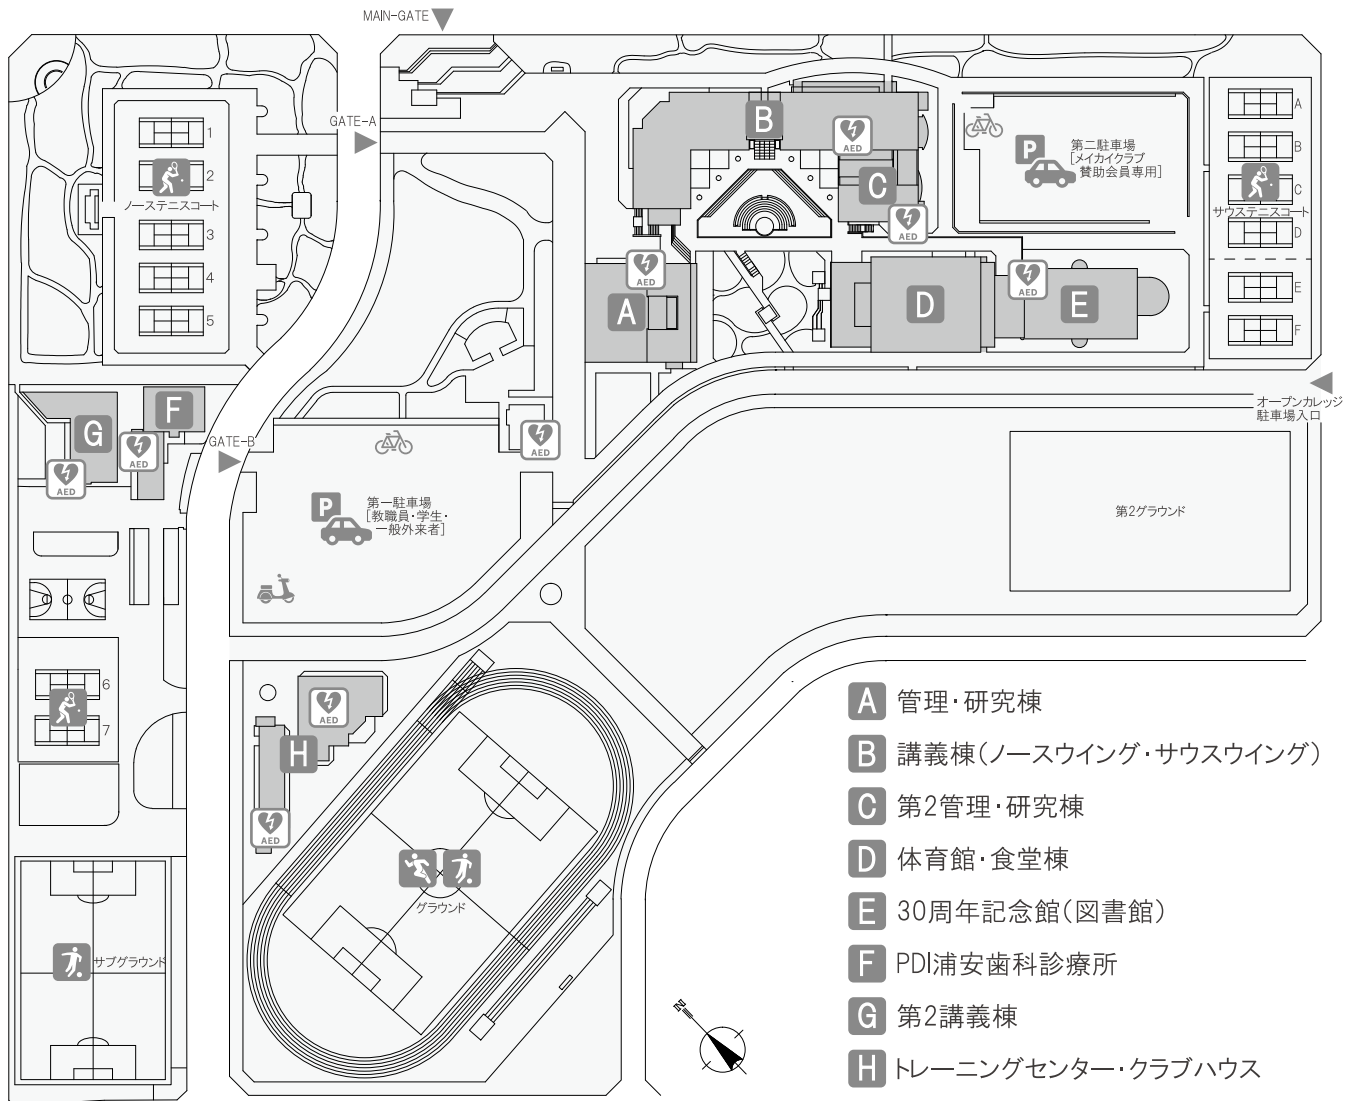 MAIN-GATE
GATE-A
1
2
ノーステニスコート
3
4
5
B
AED
C
AED
A
AED
D
E
AED
P
第二駐車場
[メイカイクラブ
賛助会員専用]
A
B
C
サウステニスコート
D
E
F
オープンカレッジ
駐車場入口
G
F
AED
AED
GATE-B
AED
P
第一駐車場
[教職員・学生・
一般外来者]
第2グラウンド
6
7
AED
H
AED
グラウンド
サブグラウンド
N
A 管理・研究棟
B 講義棟(ノースウイング・サウスウイング)
C 第2管理・研究棟
D 体育館・食堂棟
E 30周年記念館(図書館)
F PDI浦安歯科診療所
G 第2講義棟
H トレーニングセンター・クラブハウス